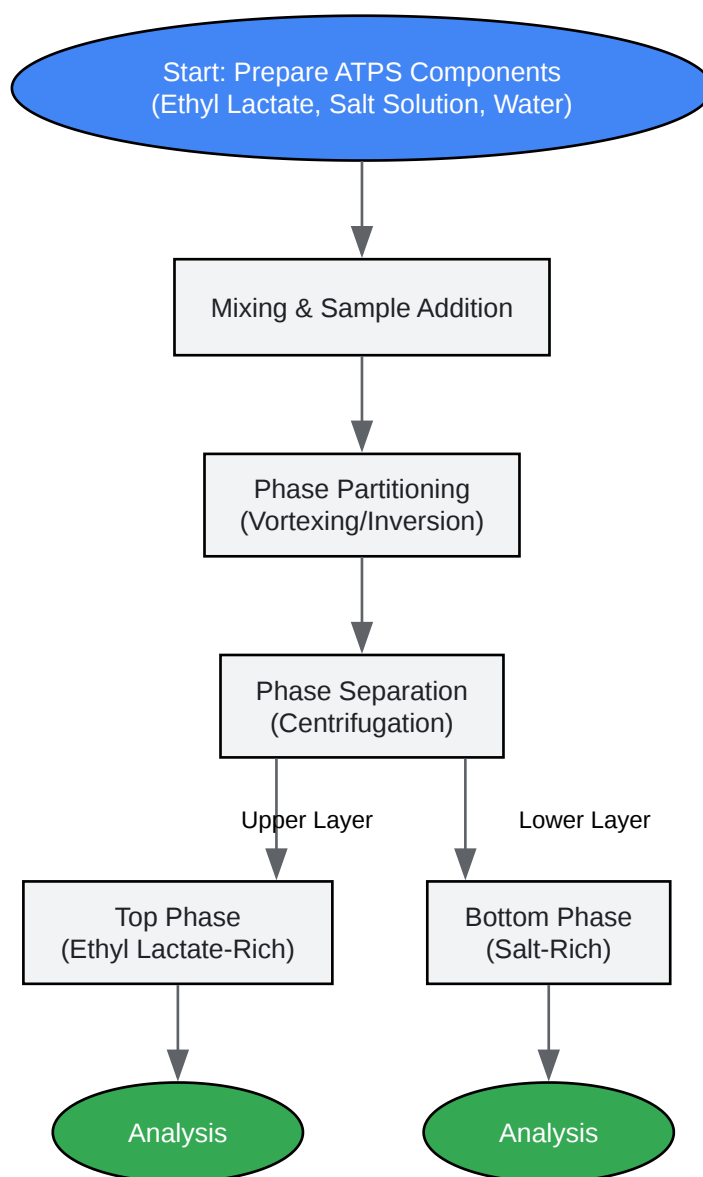 Start: Prepare ATPS Components
(Ethyl Lactate, Salt Solution, Water)
Mixing & Sample Addition
Phase Partitioning
(Vortexing/Inversion)
Phase Separation
(Centrifugation)
Upper Layer
Lower Layer
Top Phase
(Ethyl Lactate-Rich)
Bottom Phase
(Salt-Rich)
Analysis
Analysis